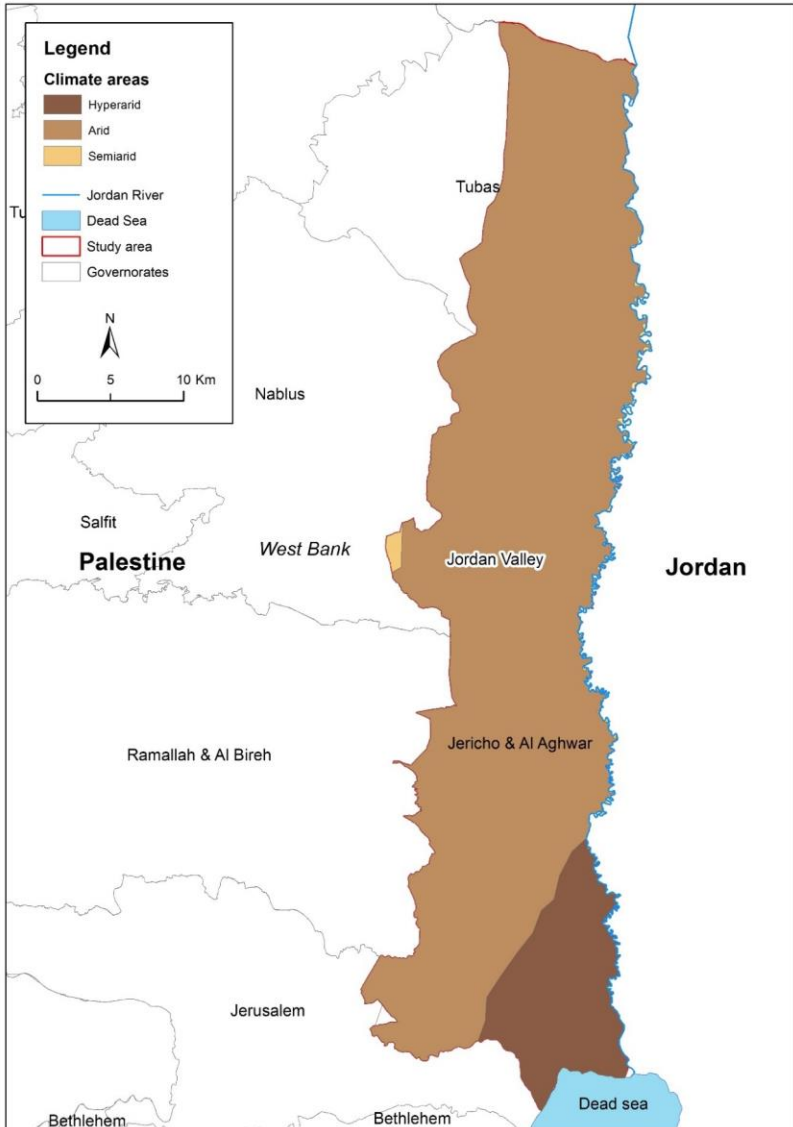 Legend
Climate areas
Hyperarid
Arid
Semiarid
Jordan River
Dead Sea
Study area
Governorates
N
0 5 10 Km
Tu
Tubas
Nablus
Salfit
Palestine
West Bank
Jordan Valley
Jordan
Ramallah & Al Bireh
Jericho & Al Aghwar
Jerusalem
Dead sea
Bethlehem
Bethlehem